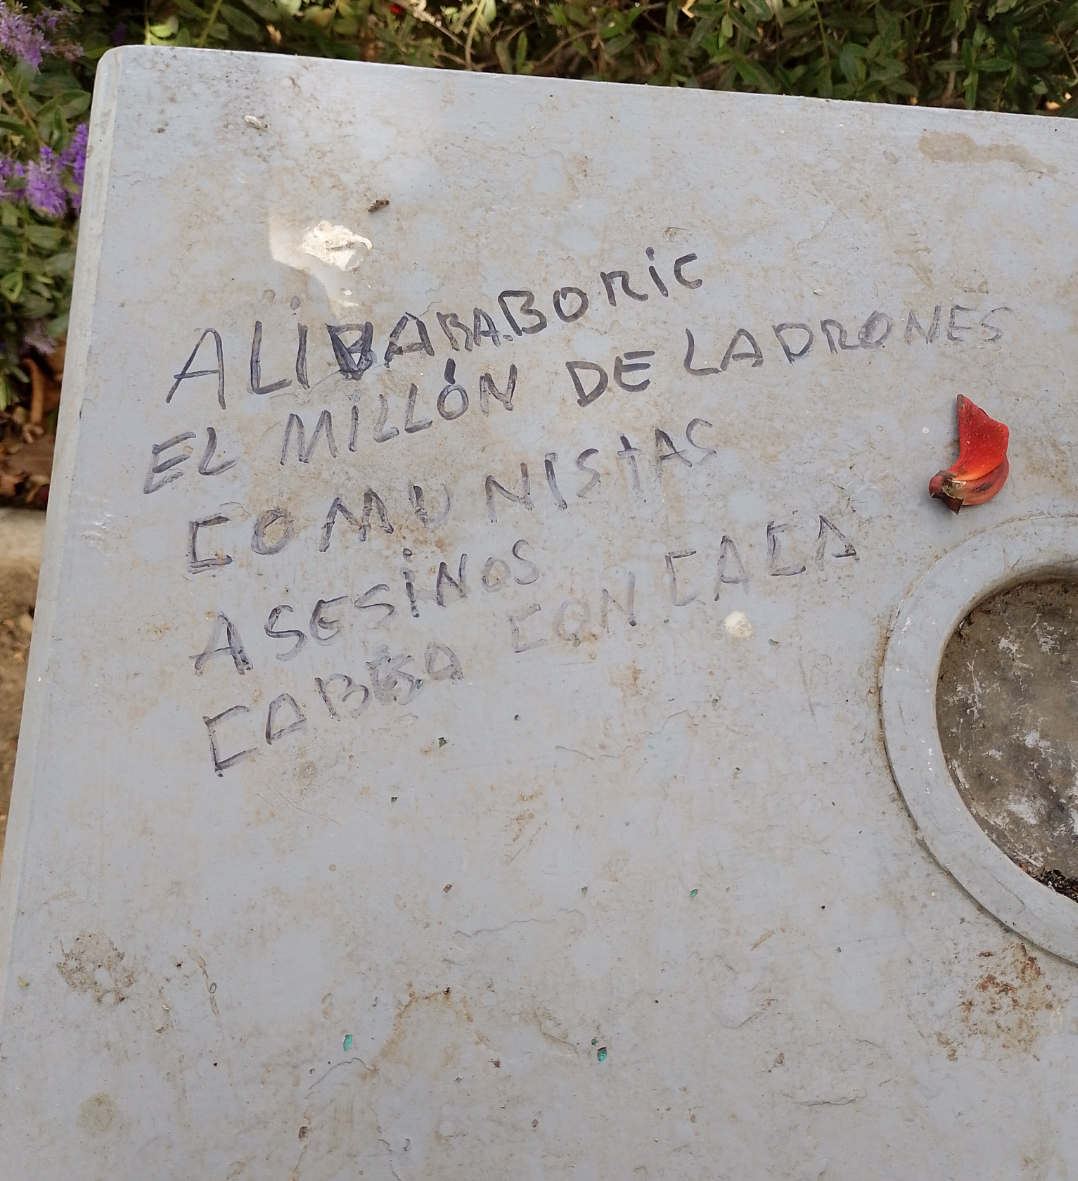 ALIBABABORIC
EL MILLÓN DE LADRONES
COMUNISTAS
ASESINOS
CON CACA